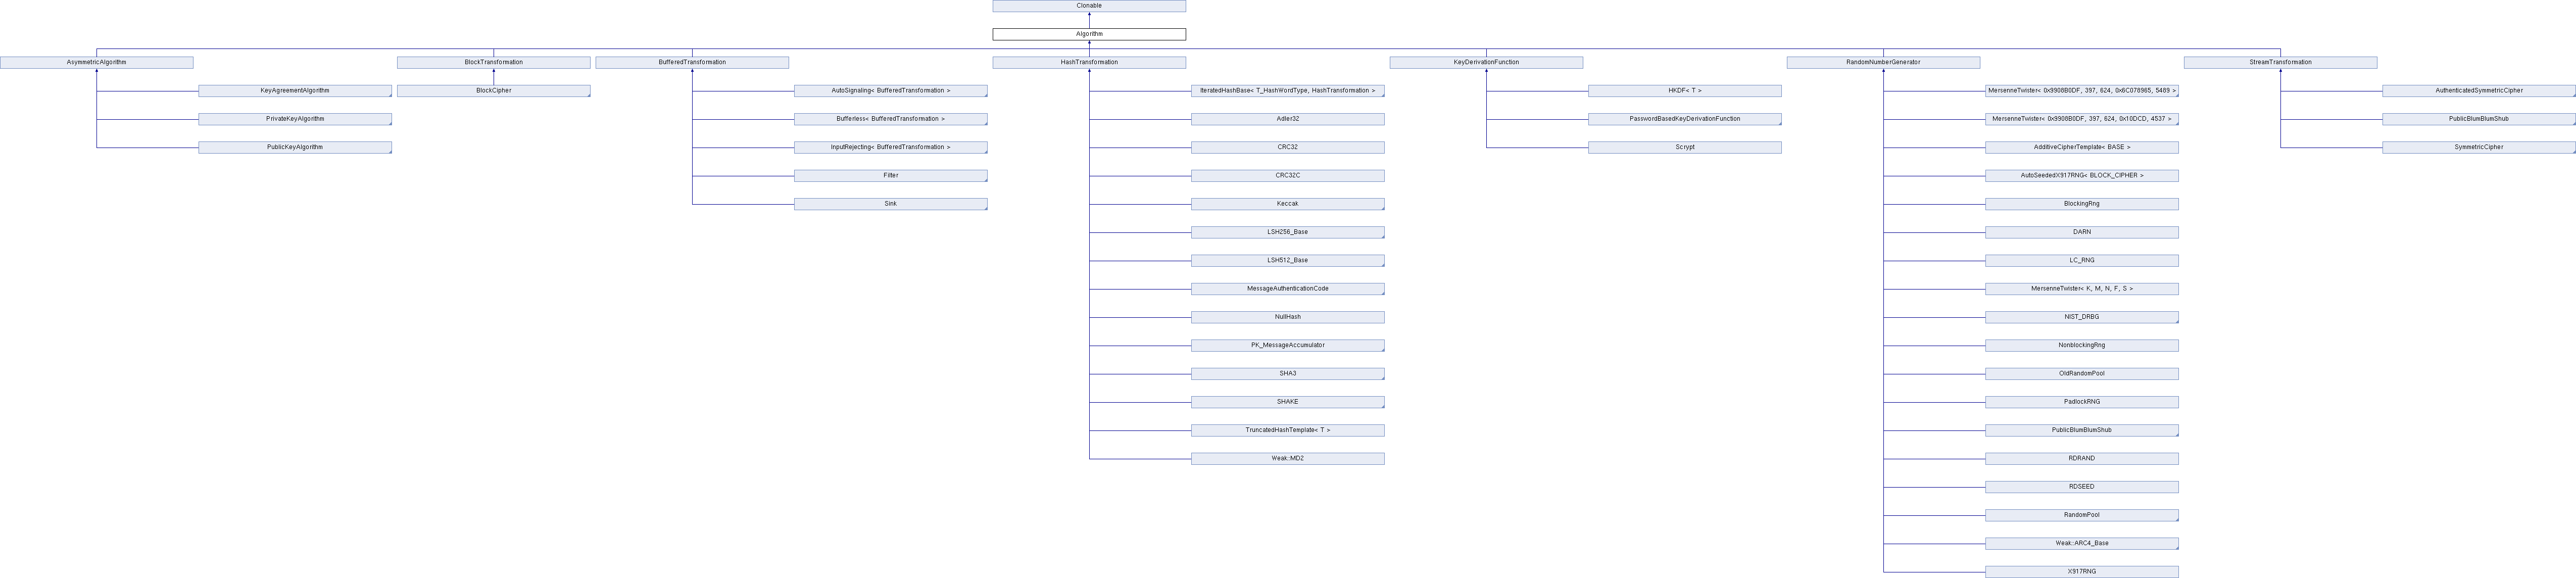 Clonable
Algorithm
AsymmetricAlgorithm
KeyAgreementAlgorithm
PrivateKeyAlgorithm
PublicKeyAlgorithm
BlockTransformation
BlockCipher
BufferedTransformation
AutoSignaling< BufferedTransformation >
Bufferless< BufferedTransformation >
InputRejecting< BufferedTransformation >
Filter
Sink
HashTransformation
IteratedHashBase< T_HashWordType, HashTransformation >
Adler32
CRC32
CRC32C
Keccak
LSH256_Base
LSH512_Base
MessageAuthenticationCode
NullHash
PK_MessageAccumulator
SHA3
SHAKE
TruncatedHashTemplate< T >
Weak::MD2
KeyDerivationFunction
HKDF< T >
PasswordBasedKeyDerivationFunction
Scrypt
RandomNumberGenerator
MersenneTwister< 0x9908B0DF, 397, 624, 0x6C078965, 5489 >
MersenneTwister< 0x9908B0DF, 397, 624, 0x10DCD, 4537 >
AdditiveCipherTemplate< BASE >
AutoSeededX917RNG< BLOCK_CIPHER >
BlockingRng
DARN
LC_RNG
MersenneTwister< K, M, N, F, S >
NIST_DRBG
NonblockingRng
OldRandomPool
PadlockRNG
PublicBlumBlumShub
RDRAND
RDSEED
RandomPool
Weak::ARC4_Base
X917RNG
StreamTransformation
AuthenticatedSymmetricCipher
PublicBlumBlumShub
SymmetricCipher